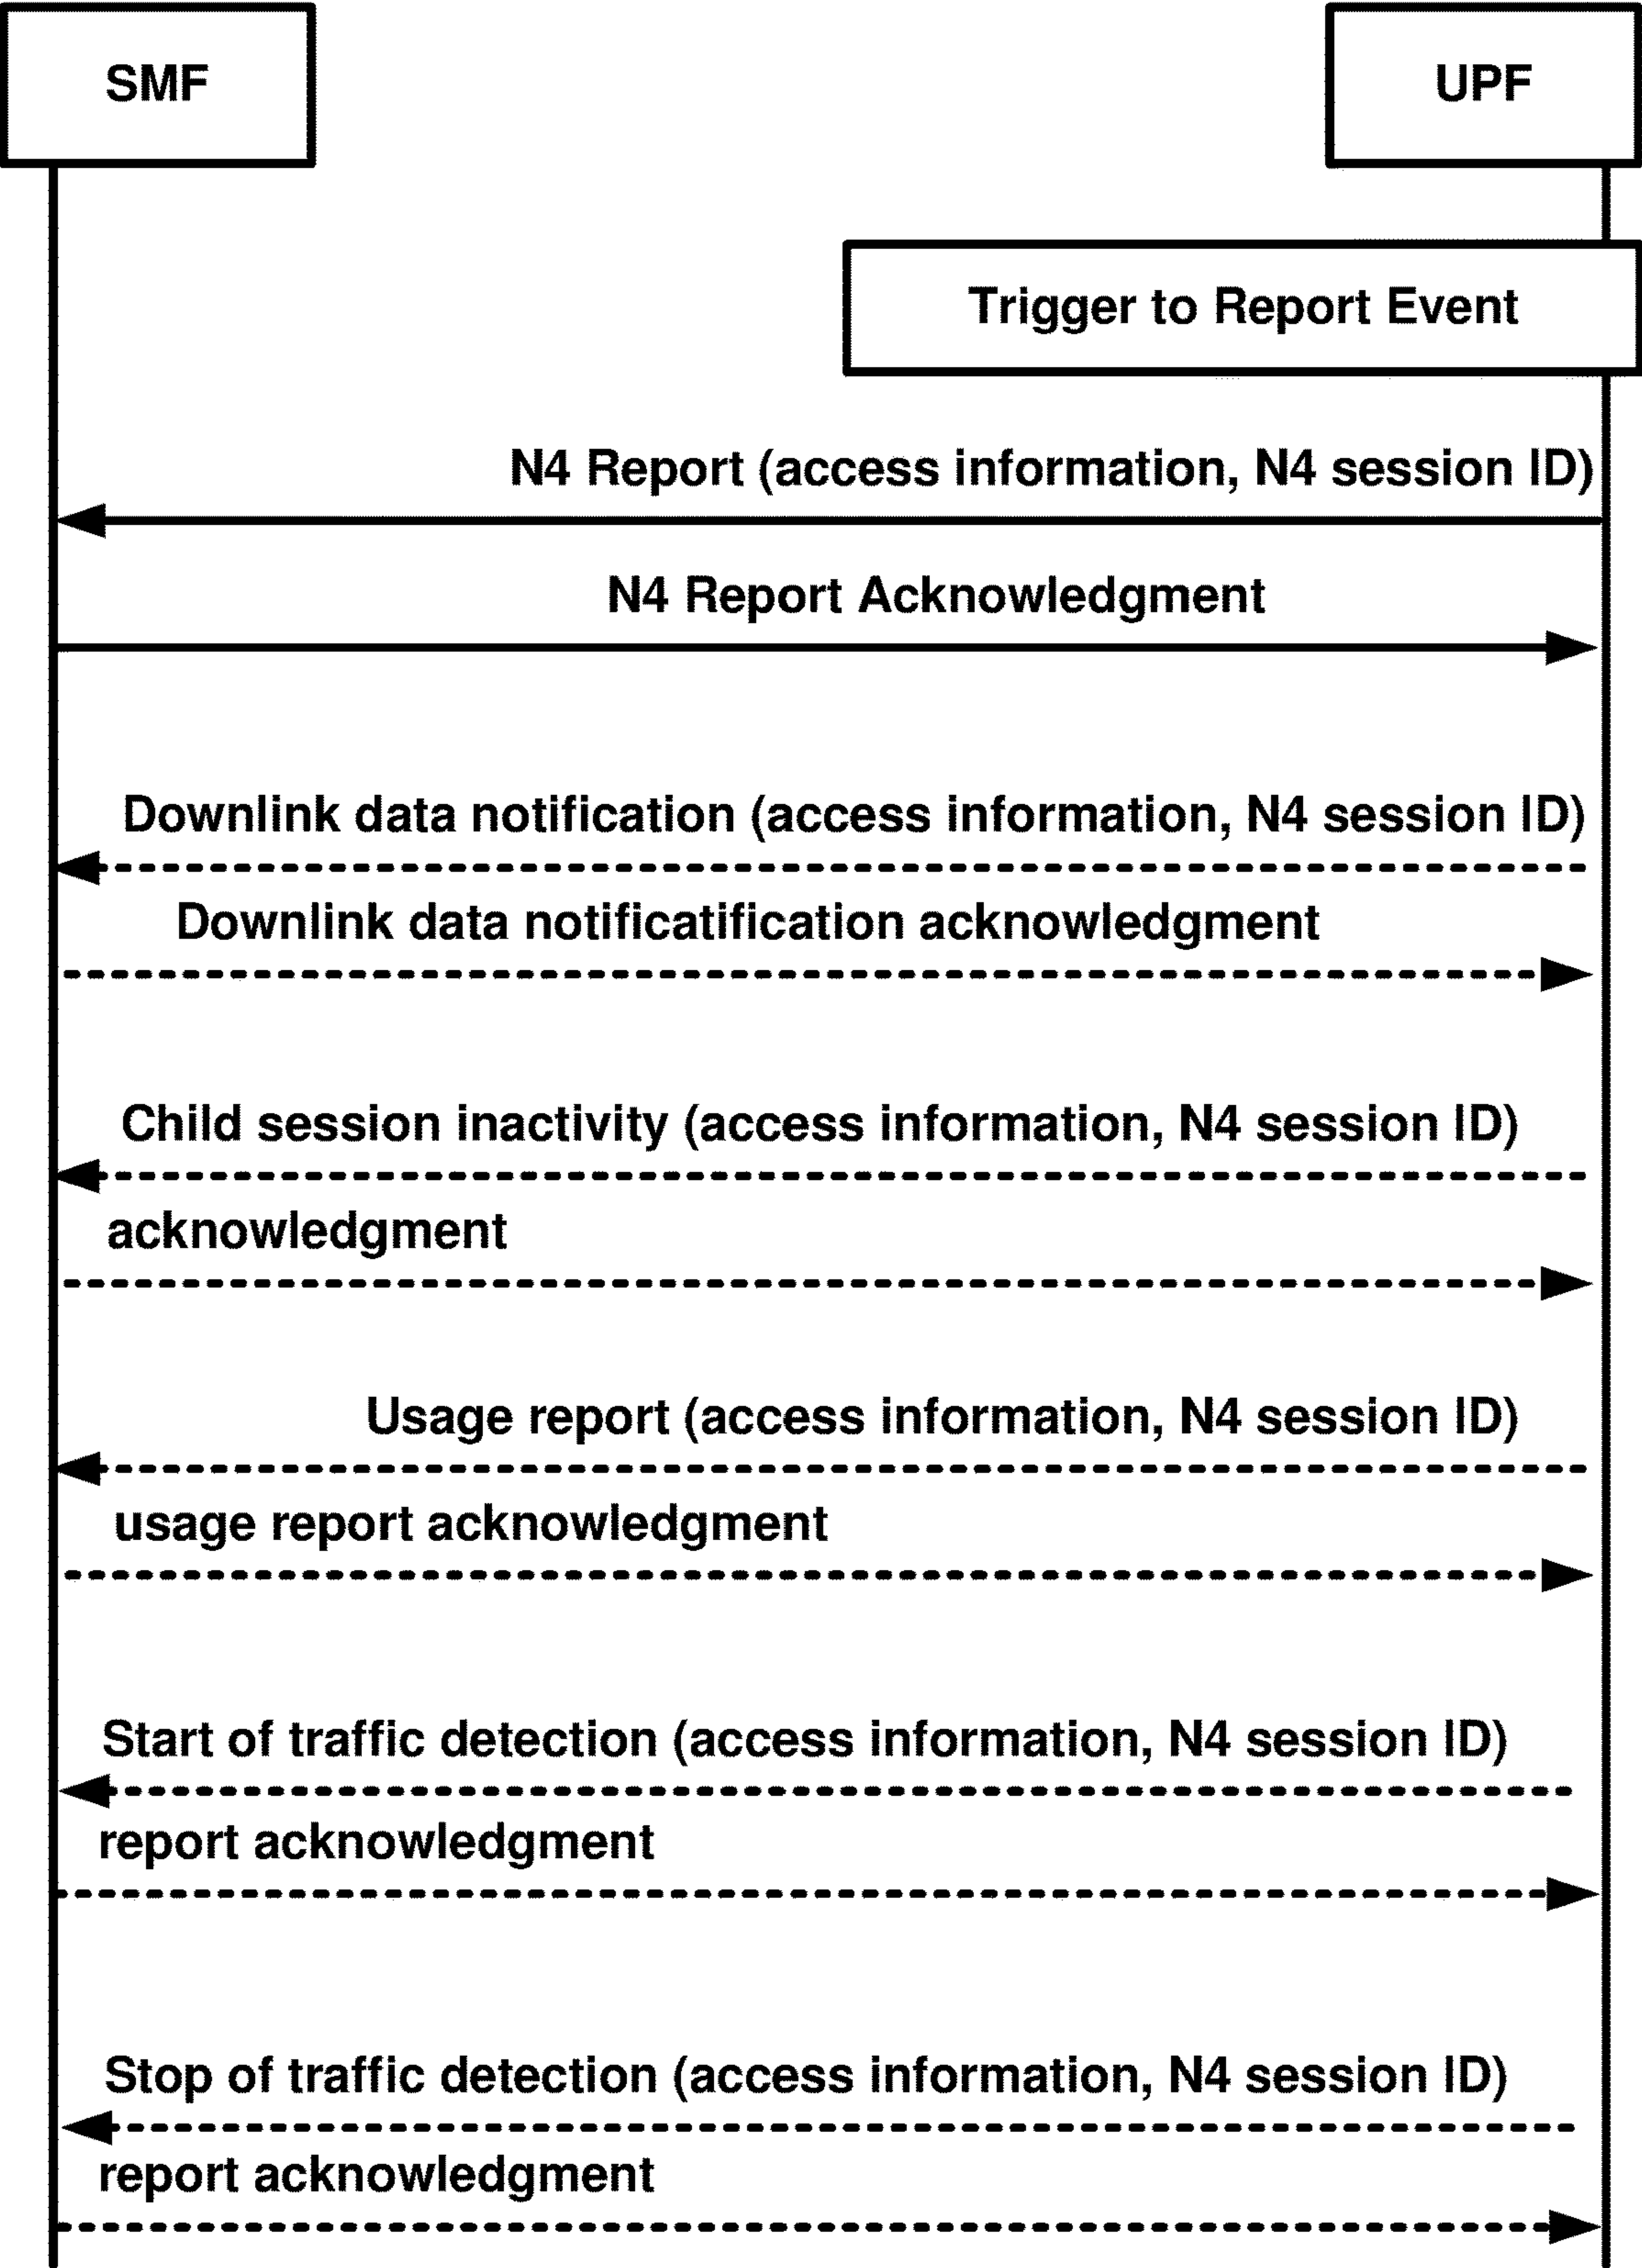 SMF
UPF
Trigger to Report Event
N4 Report (access information, N4 session ID)
N4 Report Acknowledgment
Downlink data notification (access information, N4 session ID)
Downlink data notificatification acknowledgment
Child session inactivity (access information, N4 session ID)
acknowledgment
Usage report (access information, N4 session ID)
usage report acknowledgment
Start of traffic detection (access information, N4 session ID)
report acknowledgment
Stop of traffic detection (access information, N4 session ID)
report acknowledgment